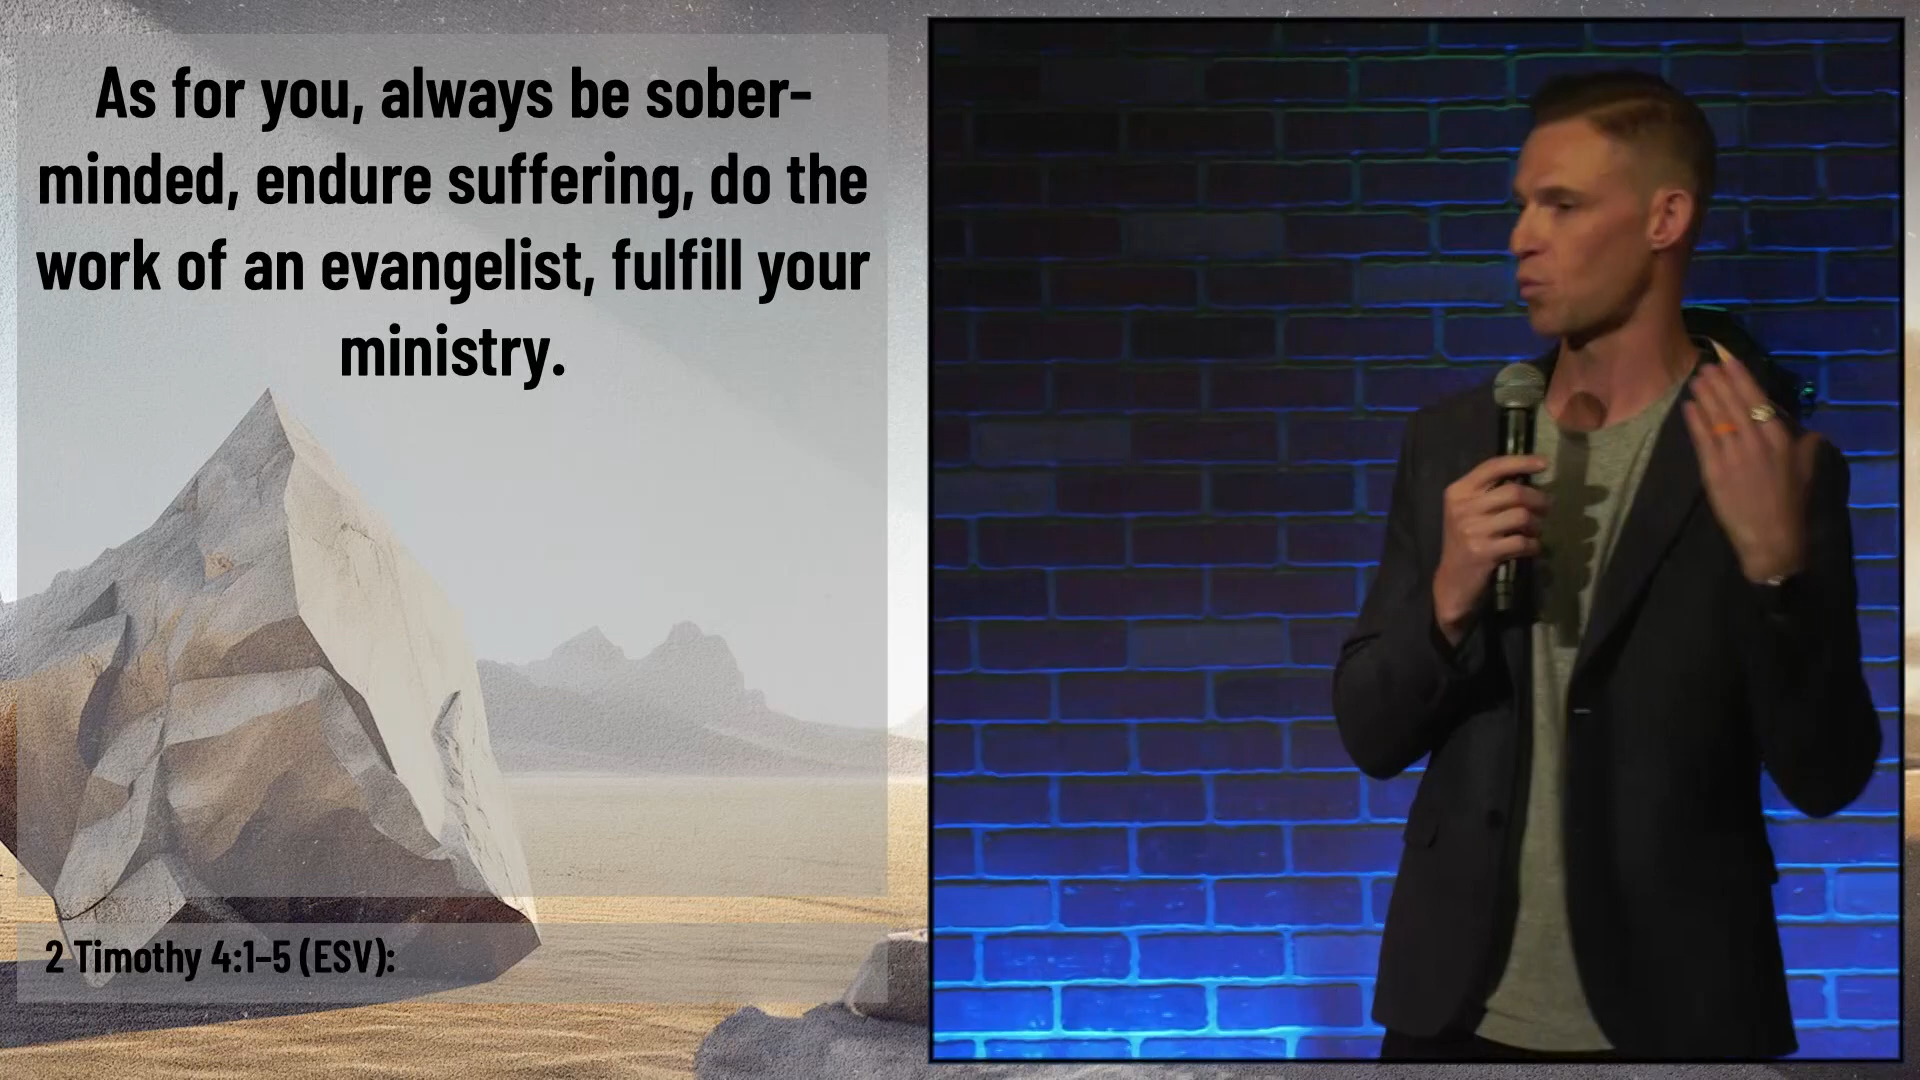 As for you, always be sober-
minded, endure suffering, do the
work of an evangelist, fulfill your
ministry.
2 Timothy 4:1–5 (ESV):